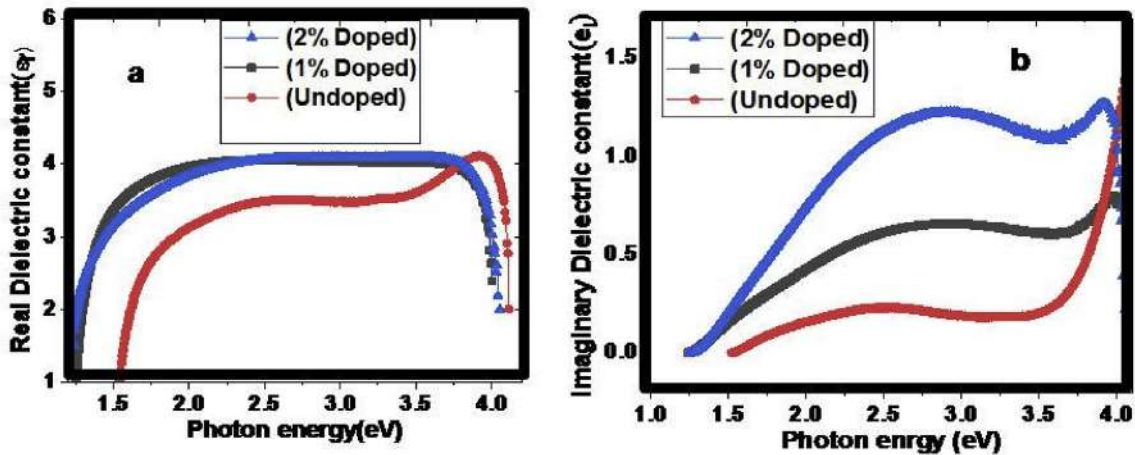 6
5
4
3
2
1
Real Dielectric constant(εr)
a
(2% Doped)
(1% Doped)
(Undoped)
1.5
2.0
2.5
3.0
3.5
4.0
Photon energy(eV)
1.5
1.0
0.5
0.0
Imaginary Dielectric constant(eI)
(2% Doped)
(1% Doped)
(Undoped)
b
1.0
1.5
2.0
2.5
3.0
3.5
4.0
Photon enrgy (eV)